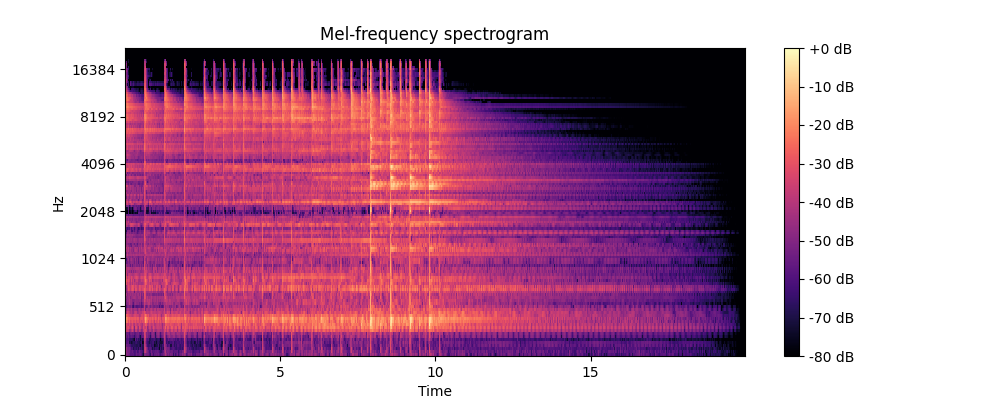 Mel-frequency spectrogram
+0 dB
16384
-10 dB
8192
-20 dB
-30 dB
4096
Hz
-40 dB
2048
-50 dB
1024
-60 dB
512
-70 dB
0
-80 dB
0 5 10 15
Time